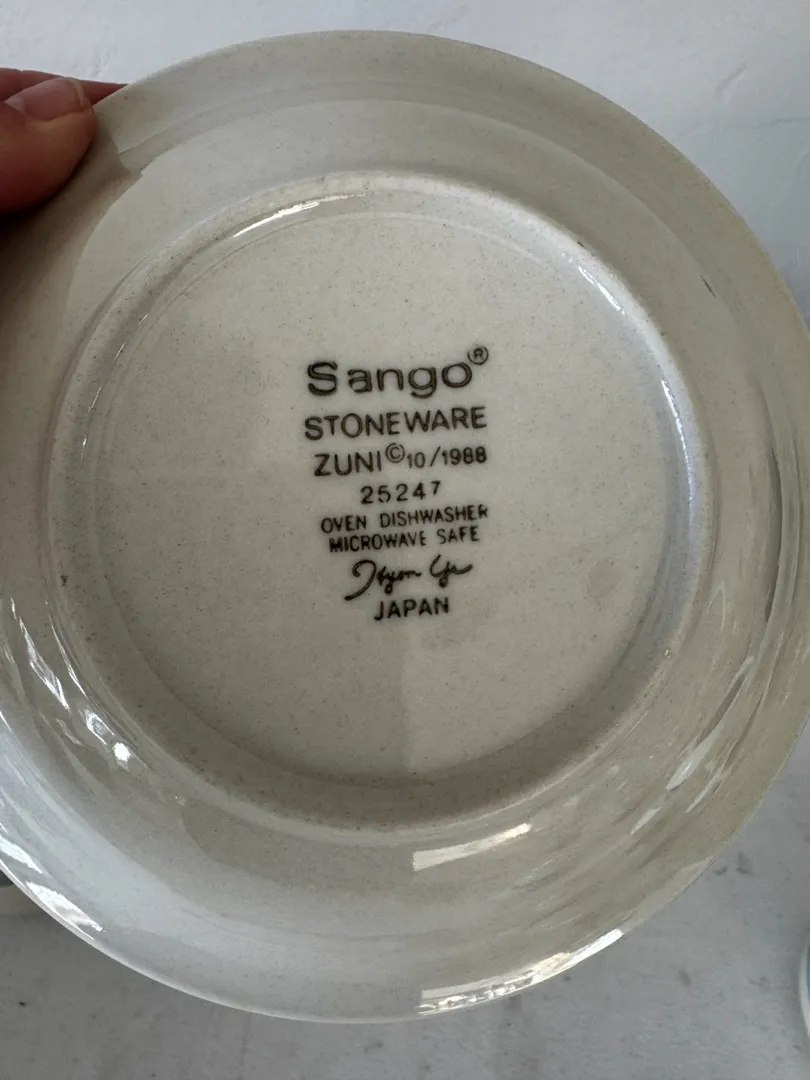 Sango®
STONEWARE
ZUNI © 10/1988
25247
OVEN DISHWASHER
MICROWAVE SAFE
JAPAN